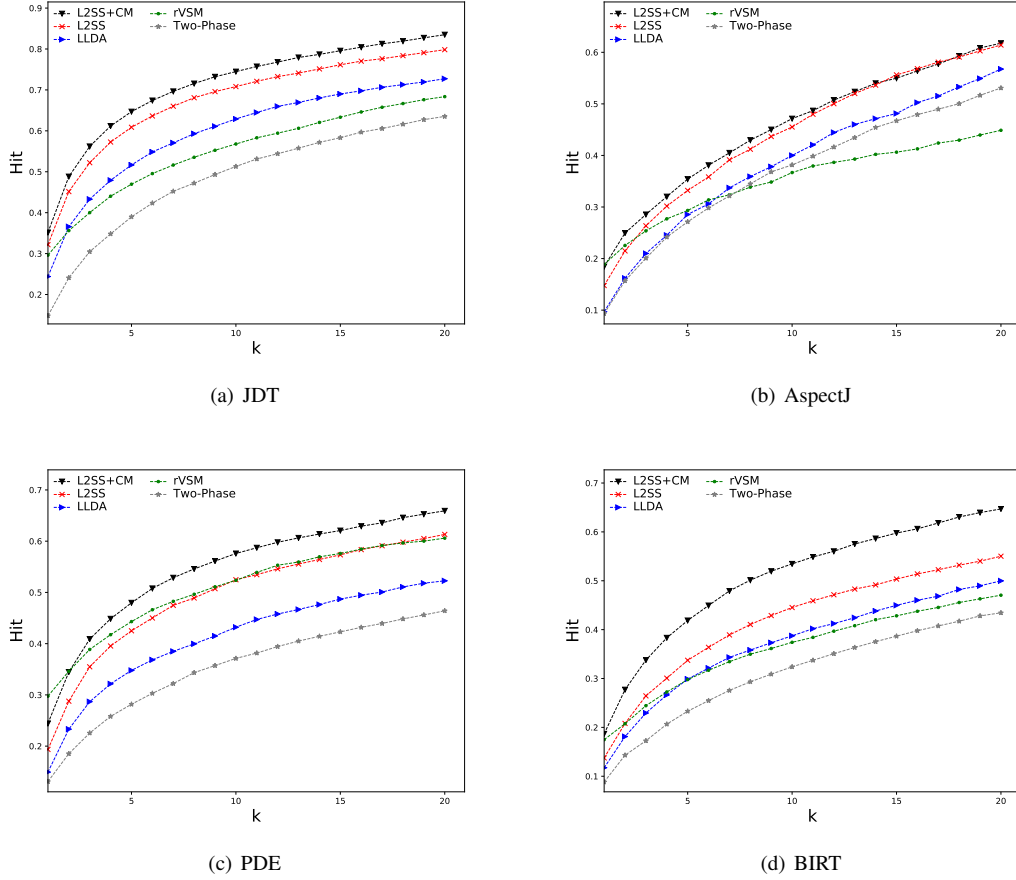 L2SS+CM
L2SS
LLDA
rVSM
Two-Phase
0.9
0.8
0.7
0.6
0.5
0.4
0.3
0.2
Hit
5 10 15 20
k
(a) JDT
L2SS+CM
L2SS
LLDA
rVSM
Two-Phase
0.6
0.5
0.4
0.3
0.2
0.1
Hit
5 10 15 20
k
(b) AspectJ
L2SS+CM
L2SS
LLDA
rVSM
Two-Phase
0.7
0.6
0.5
0.4
0.3
0.2
Hit
5 10 15 20
k
(c) PDE
L2SS+CM
L2SS
LLDA
rVSM
Two-Phase
0.7
0.6
0.5
0.4
0.3
0.2
0.1
Hit
5 10 15 20
k
(d) BIRT